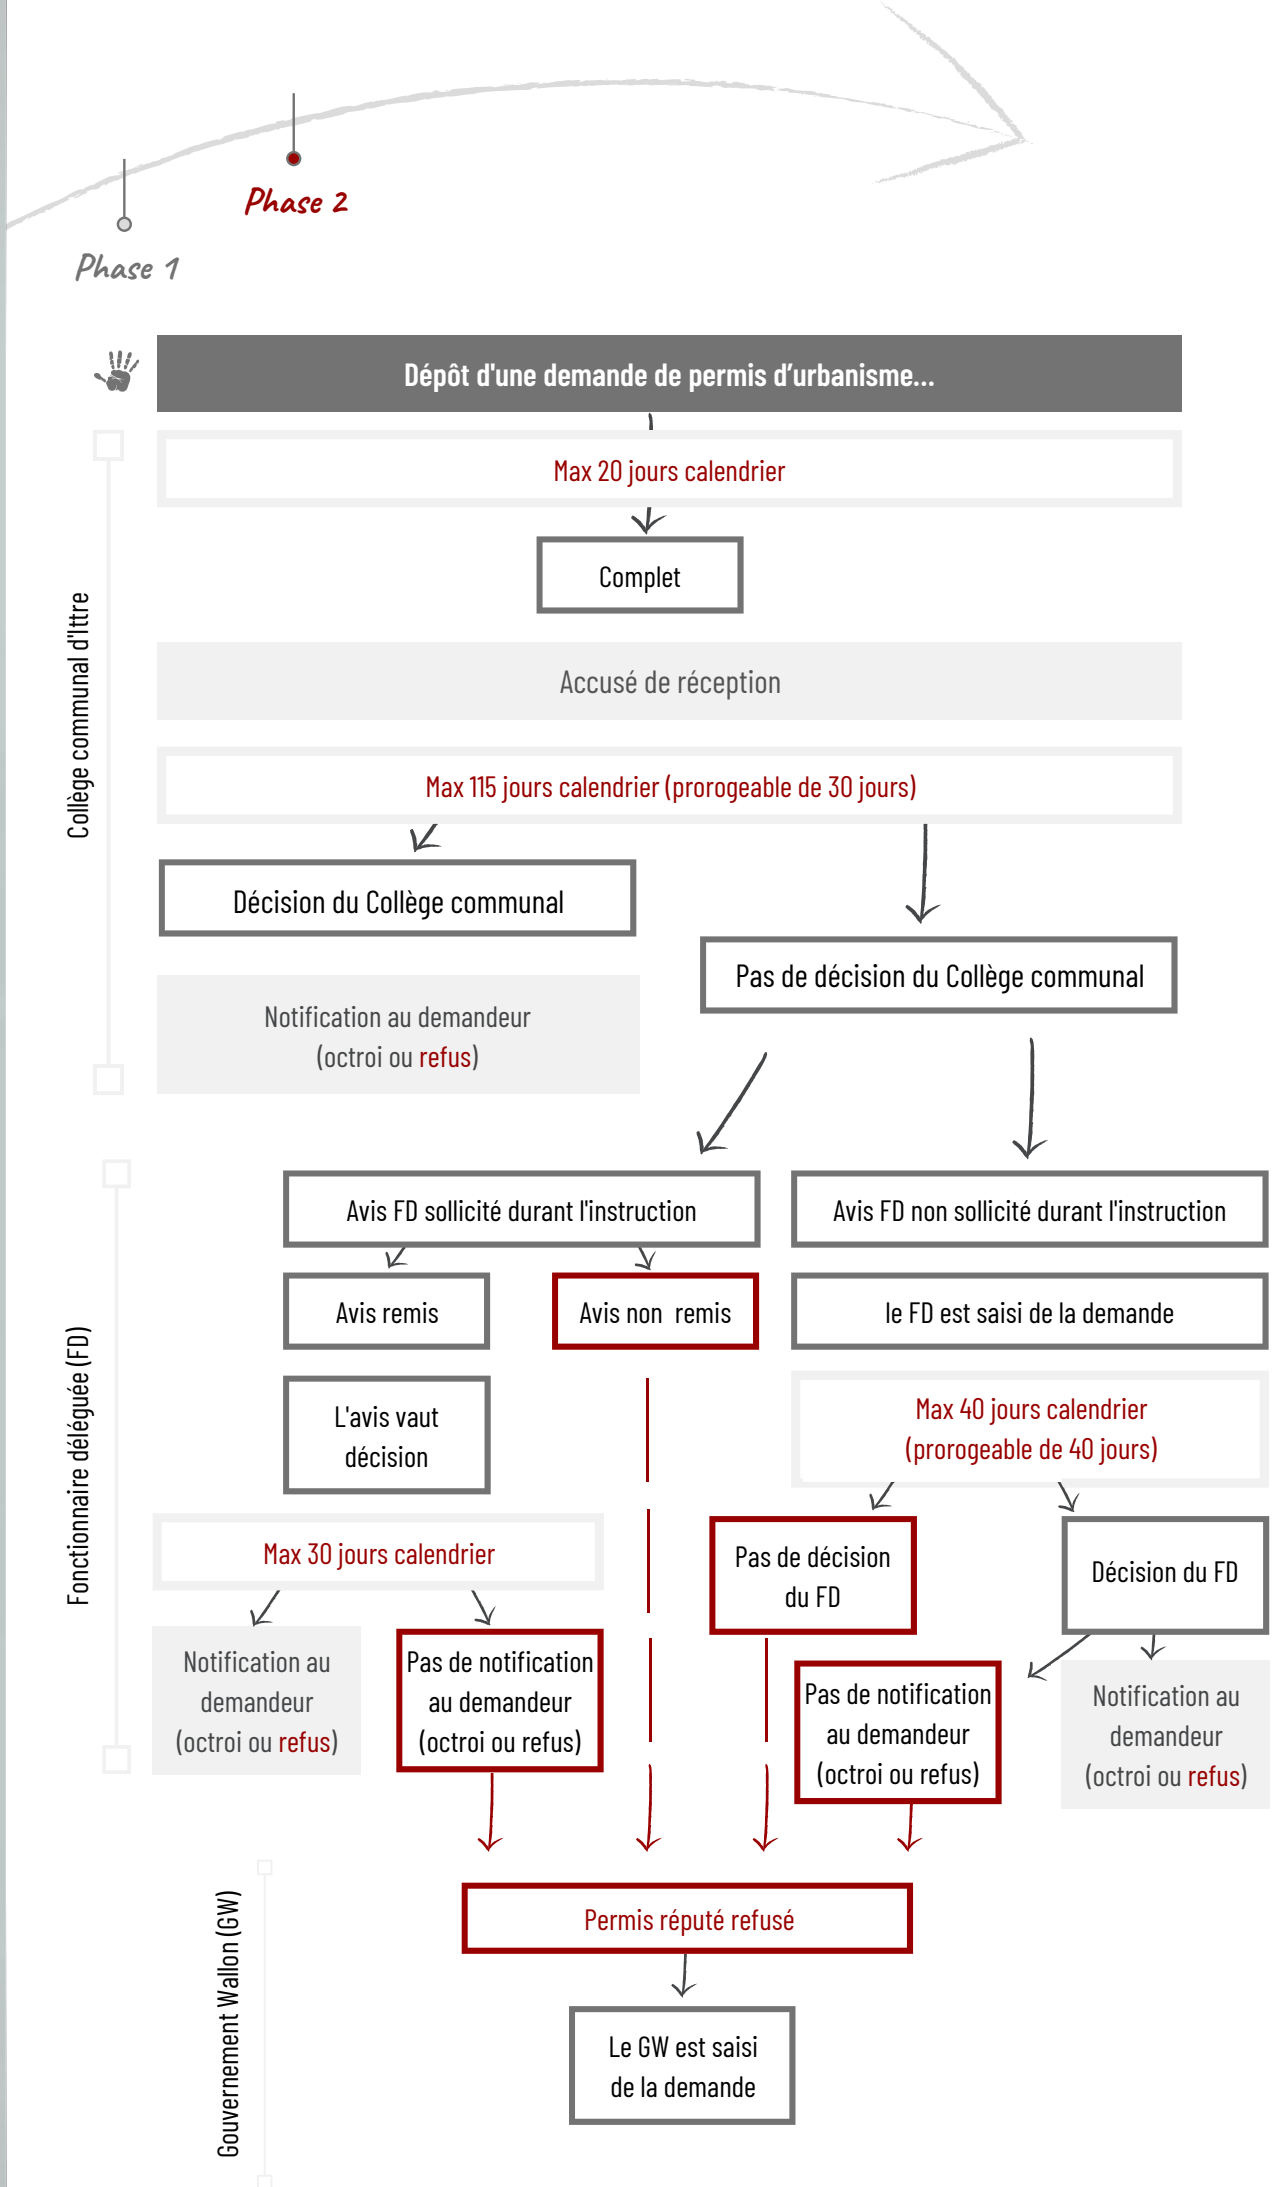 Phase 2
Phase 1
Dépôt d'une demande de permis d’urbanisme...
Max 20 jours calendrier
Complet
Accusé de réception
Max 115 jours calendrier (prorogeable de 30 jours)
Décision du Collège communal
Pas de décision du Collège communal
Notification au demandeur
(octroi ou refus)
Collège communal d'Ittre
Avis FD sollicité durant l'instruction
Avis FD non sollicité durant l'instruction
Avis remis
Avis non remis
le FD est saisi de la demande
L'avis vaut
décision
Max 40 jours calendrier
(prorogeable de 40 jours)
Max 30 jours calendrier
Pas de décision
du FD
Décision du FD
Notification au
demandeur
(octroi ou refus)
Pas de notification
au demandeur
(octroi ou refus)
Pas de notification
au demandeur
(octroi ou refus)
Notification au
demandeur
(octroi ou refus)
Fonctionnaire déléguée (FD)
Permis réputé refusé
Le GW est saisi
de la demande
Gouvernement Wallon (GW)